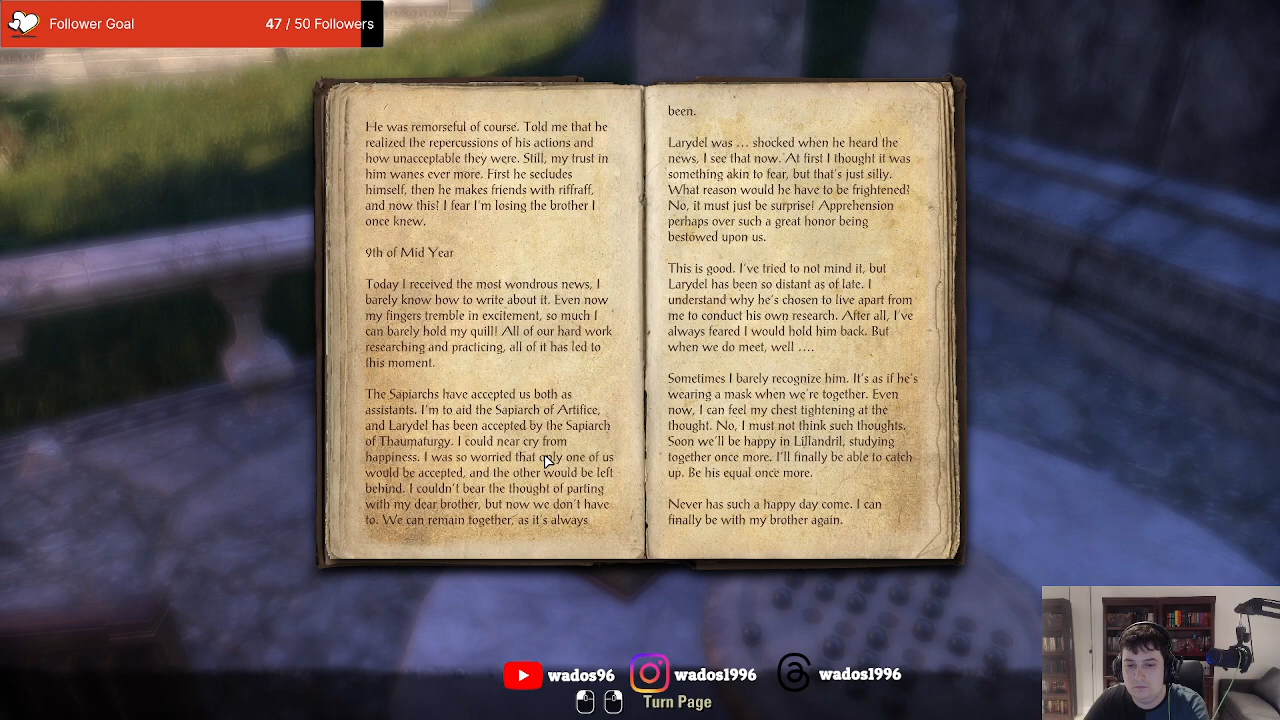 Follower Goal
47 / 50 Followers
He was remorseful of course. Told me that he
realized the repercussions of his actions and
how unacceptable they were. Still, my trust in
him wanes ever more. First he secludes
himself, then he makes friends with riffraff,
and now this? I fear I'm losing the brother I
once knew.
9th of Mid Year
Today I received the most wondrous news, I
barely know how to write about it. Even now
my fingers tremble in excitement, so much I
can barely hold my quill! All of our hard work
researching and practicing, all of it has led to
this moment.
The Sapiarchs have accepted us both as
assistants. I'm to aid the Sapiarch of Artifice,
and Larydel has been accepted by the Sapiarch
of Thaumaturgy. I could near cry from
happiness. I was so worried that only one of us
would be accepted, and the other would be left
behind. I couldn't bear the thought of parting
with my dear brother, but now we don't have
to. We can remain together, as it's always
been.
Larydel was … shocked when he heard the
news, I see that now. At first I thought it was
something akin to fear, but that's just silly.
What reason would he have to be frightened?
No, it must just be surprise! Apprehension
perhaps over such a great honor being
bestowed upon us.
This is good. I've tried to not mind it, but
Larydel has been so distant as of late. I
understand why he's chosen to live apart from
me to conduct his own research. After all, I've
always feared I would hold him back. But
when we do meet, well ….
Sometimes I barely recognize him. It's as if he's
wearing a mask when we're together. Even
now, I can feel my chest tightening at the
thought. No, I must not think such thoughts.
Soon we'll be happy in Lillandril, studying
together once more. I'll finally be able to catch
up. Be his equal once more.
Never has such a happy day come. I can
finally be with my brother again.
wados96
wados1996
wados1996
Turn Page